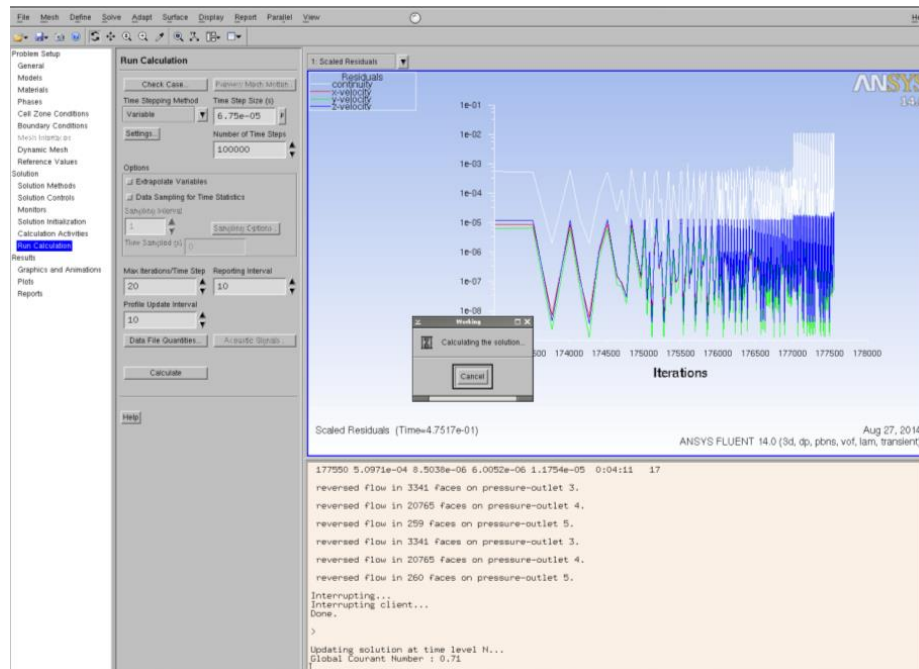 File Mesh Define Solve Adapt Surface Display Report Parallel View
Problem Setup
General
Models
Materials
Phases
Cell Zone Conditions
Boundary Conditions
Mesh Interfaces
Dynamic Mesh
Reference Values
Solution
Solution Methods
Solution Controls
Monitors
Solution Initialization
Calculation Activities
Run Calculation
Results
Graphics and Animations
Plots
Reports
Run Calculation
Check Case...
Preview Mesh Motion...
Time Stepping Method
Time Step Size (s)
Variable
6.75e-05
Settings...
Number of Time Steps
100000
Options
Extrapolate Variables
Data Sampling for Time Statistics
Sampling Interval
1
Sampling Options...
Time Sampled (s)
0
Max Iterations/Time Step
Reporting Interval
20
10
Profile Update Interval
10
Data File Quantities...
Acoustic Signals...
Calculate
Help
1: Scaled Residuals
Residuals
continuity
x-velocity
y-velocity
z-velocity
ANSYS
14.
1e-01
1e-02
1e-03
1e-04
1e-05
1e-06
1e-07
1e-08
Working
Calculating the solution...
Cancel
500 174000 174500 175000 175500 176000 176500 177000 177500 178000
Iterations
Scaled Residuals (Time=4.7517e-01)
Aug 27, 2014
ANSYS FLUENT 14.0 (3d, dp, pbns, vof, lam, transient)
177550 5.0971e-04 8.5038e-06 6.0052e-06 1.1754e-05 0:04:11 17
reversed flow in 3341 faces on pressure-outlet 3.
reversed flow in 20765 faces on pressure-outlet 4.
reversed flow in 259 faces on pressure-outlet 5.
reversed flow in 3341 faces on pressure-outlet 3.
reversed flow in 20765 faces on pressure-outlet 4.
reversed flow in 260 faces on pressure-outlet 5.
Interrupting...
Interrupting client...
Done.
>
Updating solution at time level N...
Global Courant Number : 0.71